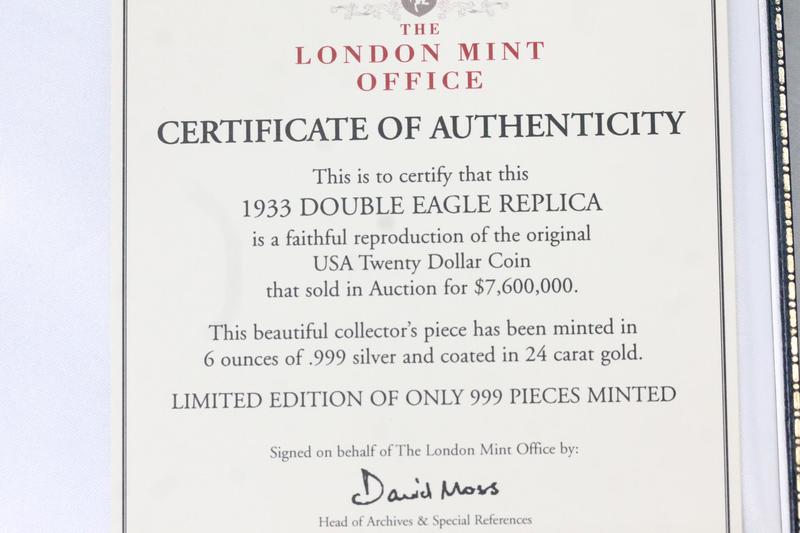 THE
LONDON MINT
OFFICE
CERTIFICATE OF AUTHENTICITY
This is to certify that this
1933 DOUBLE EAGLE REPLICA
is a faithful reproduction of the original
USA Twenty Dollar Coin
that sold in Auction for $7,600,000.
This beautiful collector's piece has been minted in
6 ounces of .999 silver and coated in 24 carat gold.
LIMITED EDITION OF ONLY 999 PIECES MINTED
Signed on behalf of The London Mint Office by:
David Moss
Head of Archives & Special References